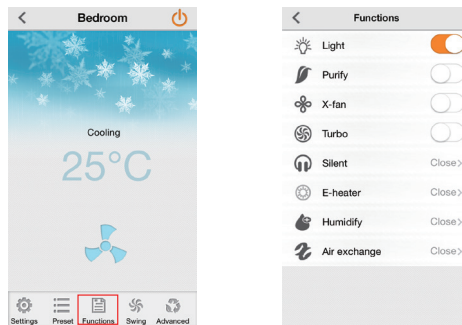 Bedroom
Cooling
25°C
Settings Preset Functions Swing Advanced
Functions
Light
Purify
X-fan
Turbo
Silent Close>
E-heater Close>
Humidify Close>
Air exchange Close>